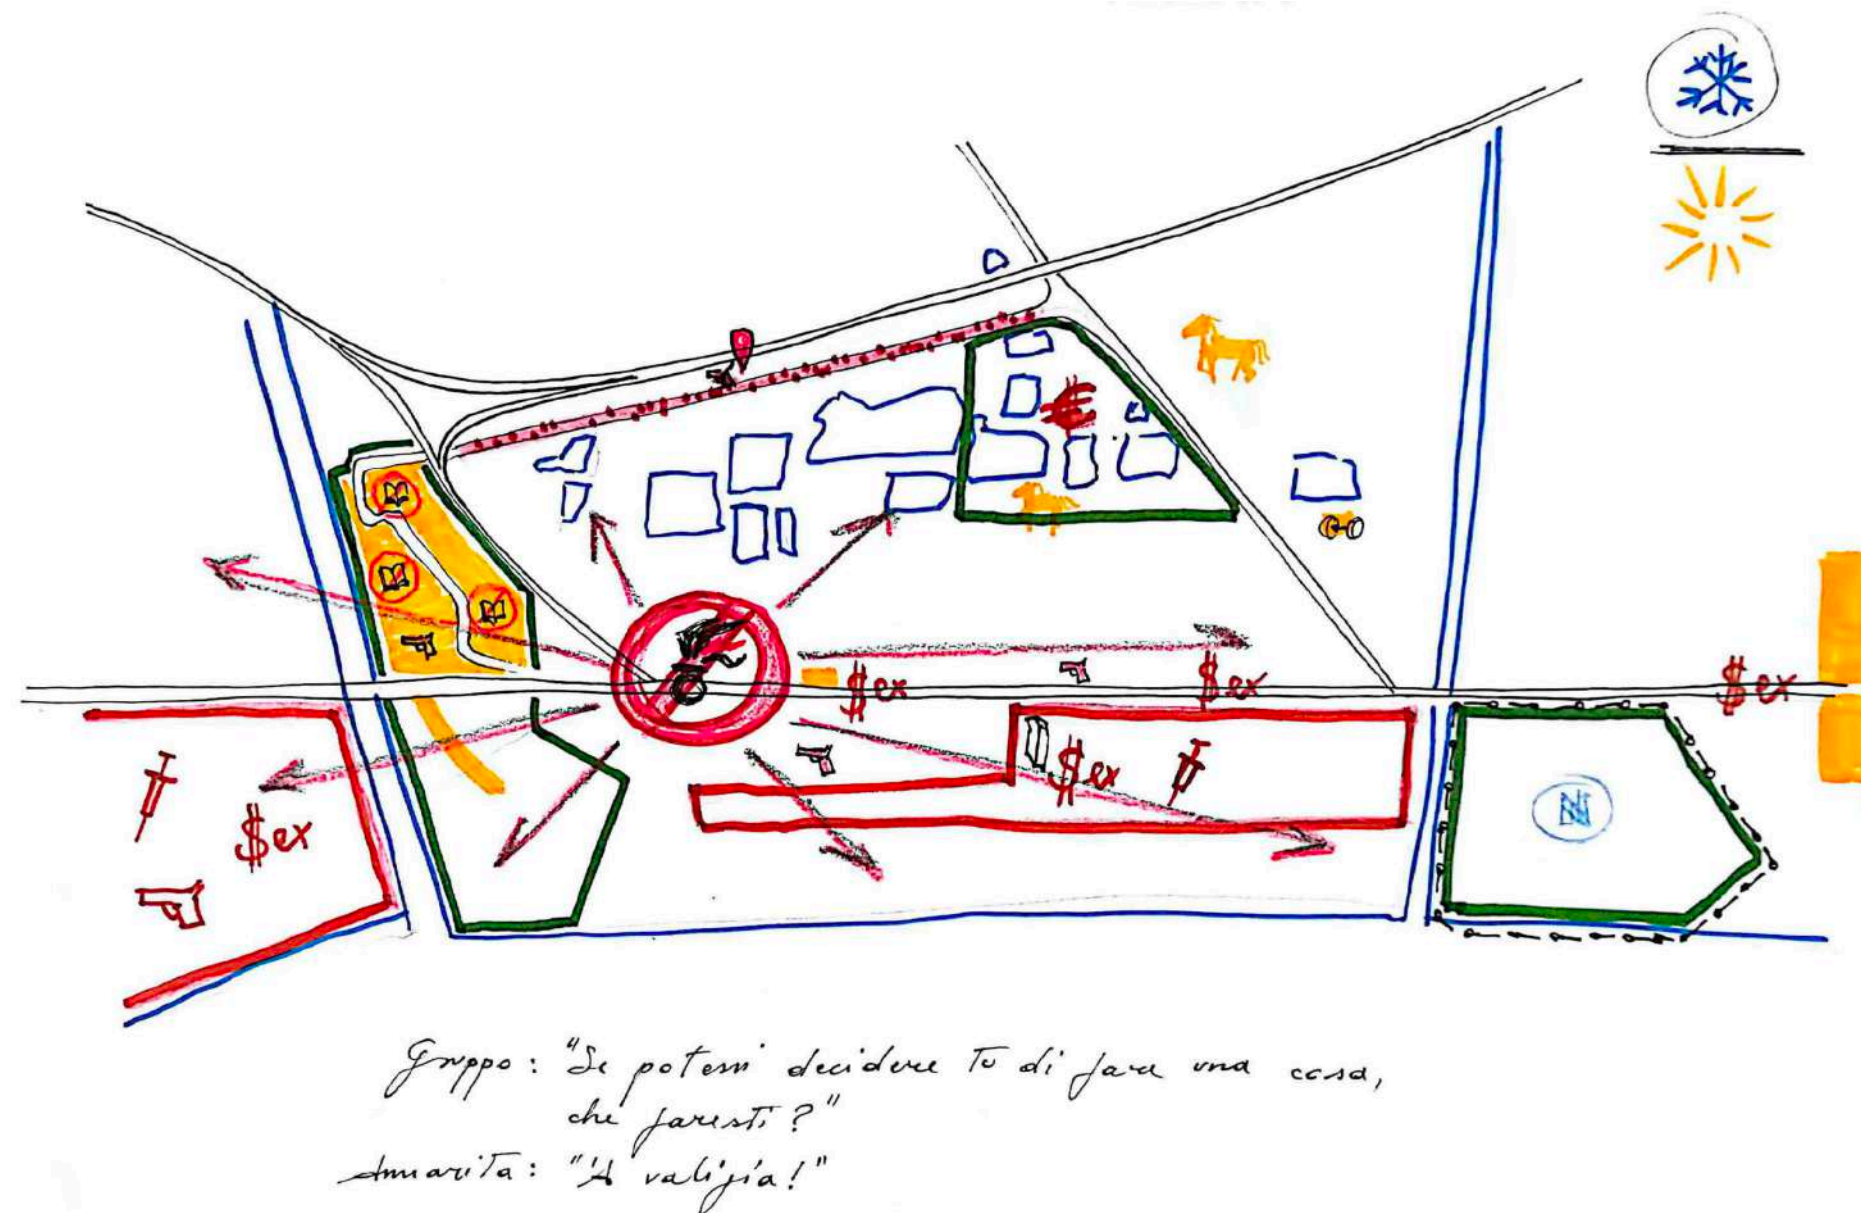 €
$ex
$ex
$ex
$ex
N
$ex
Gruppo: "Se potessi decidere tu di fare una cosa,
che faresti?"
Annarita: "'A valigia!"